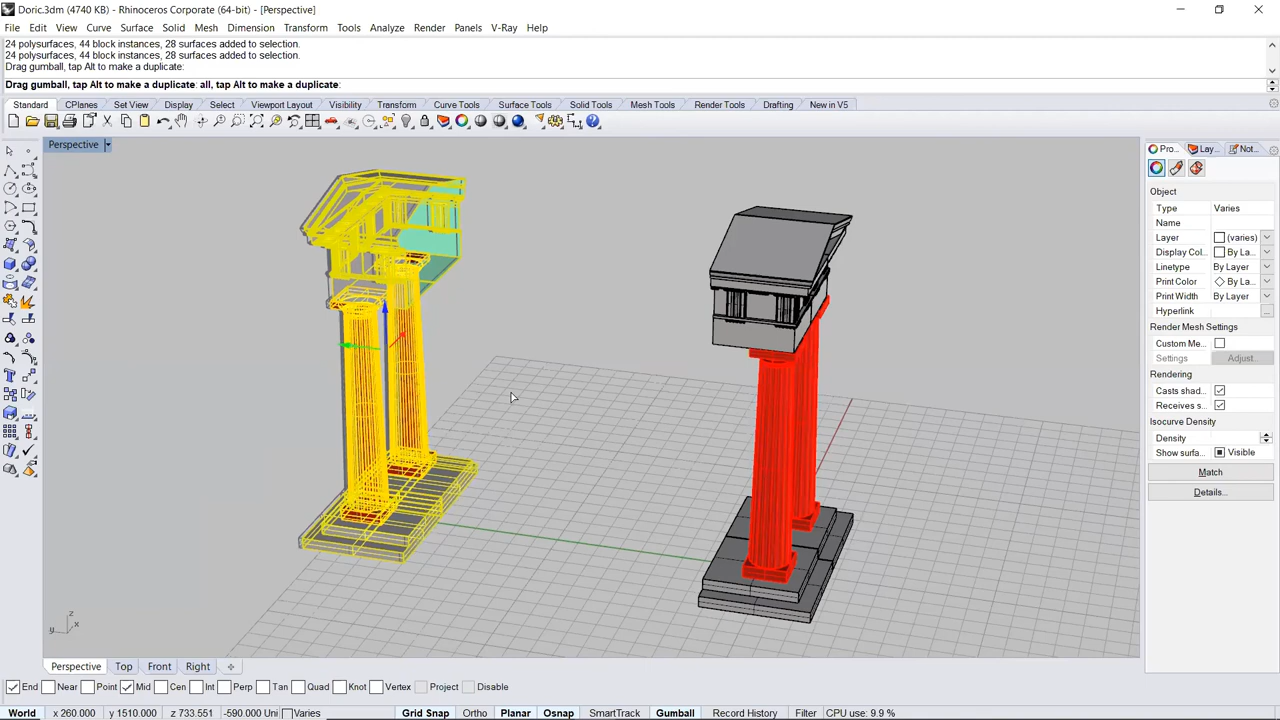 Doric.3dm (4740 KB) - Rhinoceros Corporate (64-bit) - [Perspective]
File Edit View Curve Surface Solid Mesh Dimension Transform Tools Analyze Render Panels V-Ray Help
24 polysurfaces, 44 block instances, 28 surfaces added to selection.
24 polysurfaces, 44 block instances, 28 surfaces added to selection.
Drag gumball, tap Alt to make a duplicate:
Drag gumball, tap Alt to make a duplicate: all, tap Alt to make a duplicate:
Standard CPlanes Set View Display Select Viewport Layout Visibility Transform Curve Tools Surface Tools Solid Tools Mesh Tools Render Tools Drafting New in V5
Perspective
Pro... Lay... Not...
Object
Type Varies
Name
Layer (varies)
Display Col... By La...
Linetype By Layer
Print Color By La...
Print Width By Layer
Hyperlink ...
Render Mesh Settings
Custom Me...
Settings Adjust...
Rendering
Casts shad...
Receives s...
Isocurve Density
Density
Show surfa... Visible
Match
Details...
z
y x
Perspective Top Front Right
End Near Point Mid Cen Int Perp Tan Quad Knot Vertex Project Disable
World x 260.000 y 1510.000 z 733.551 -590.000 Uni Varies Grid Snap Ortho Planar Osnap SmartTrack Gumball Record History Filter CPU use: 9.9 %